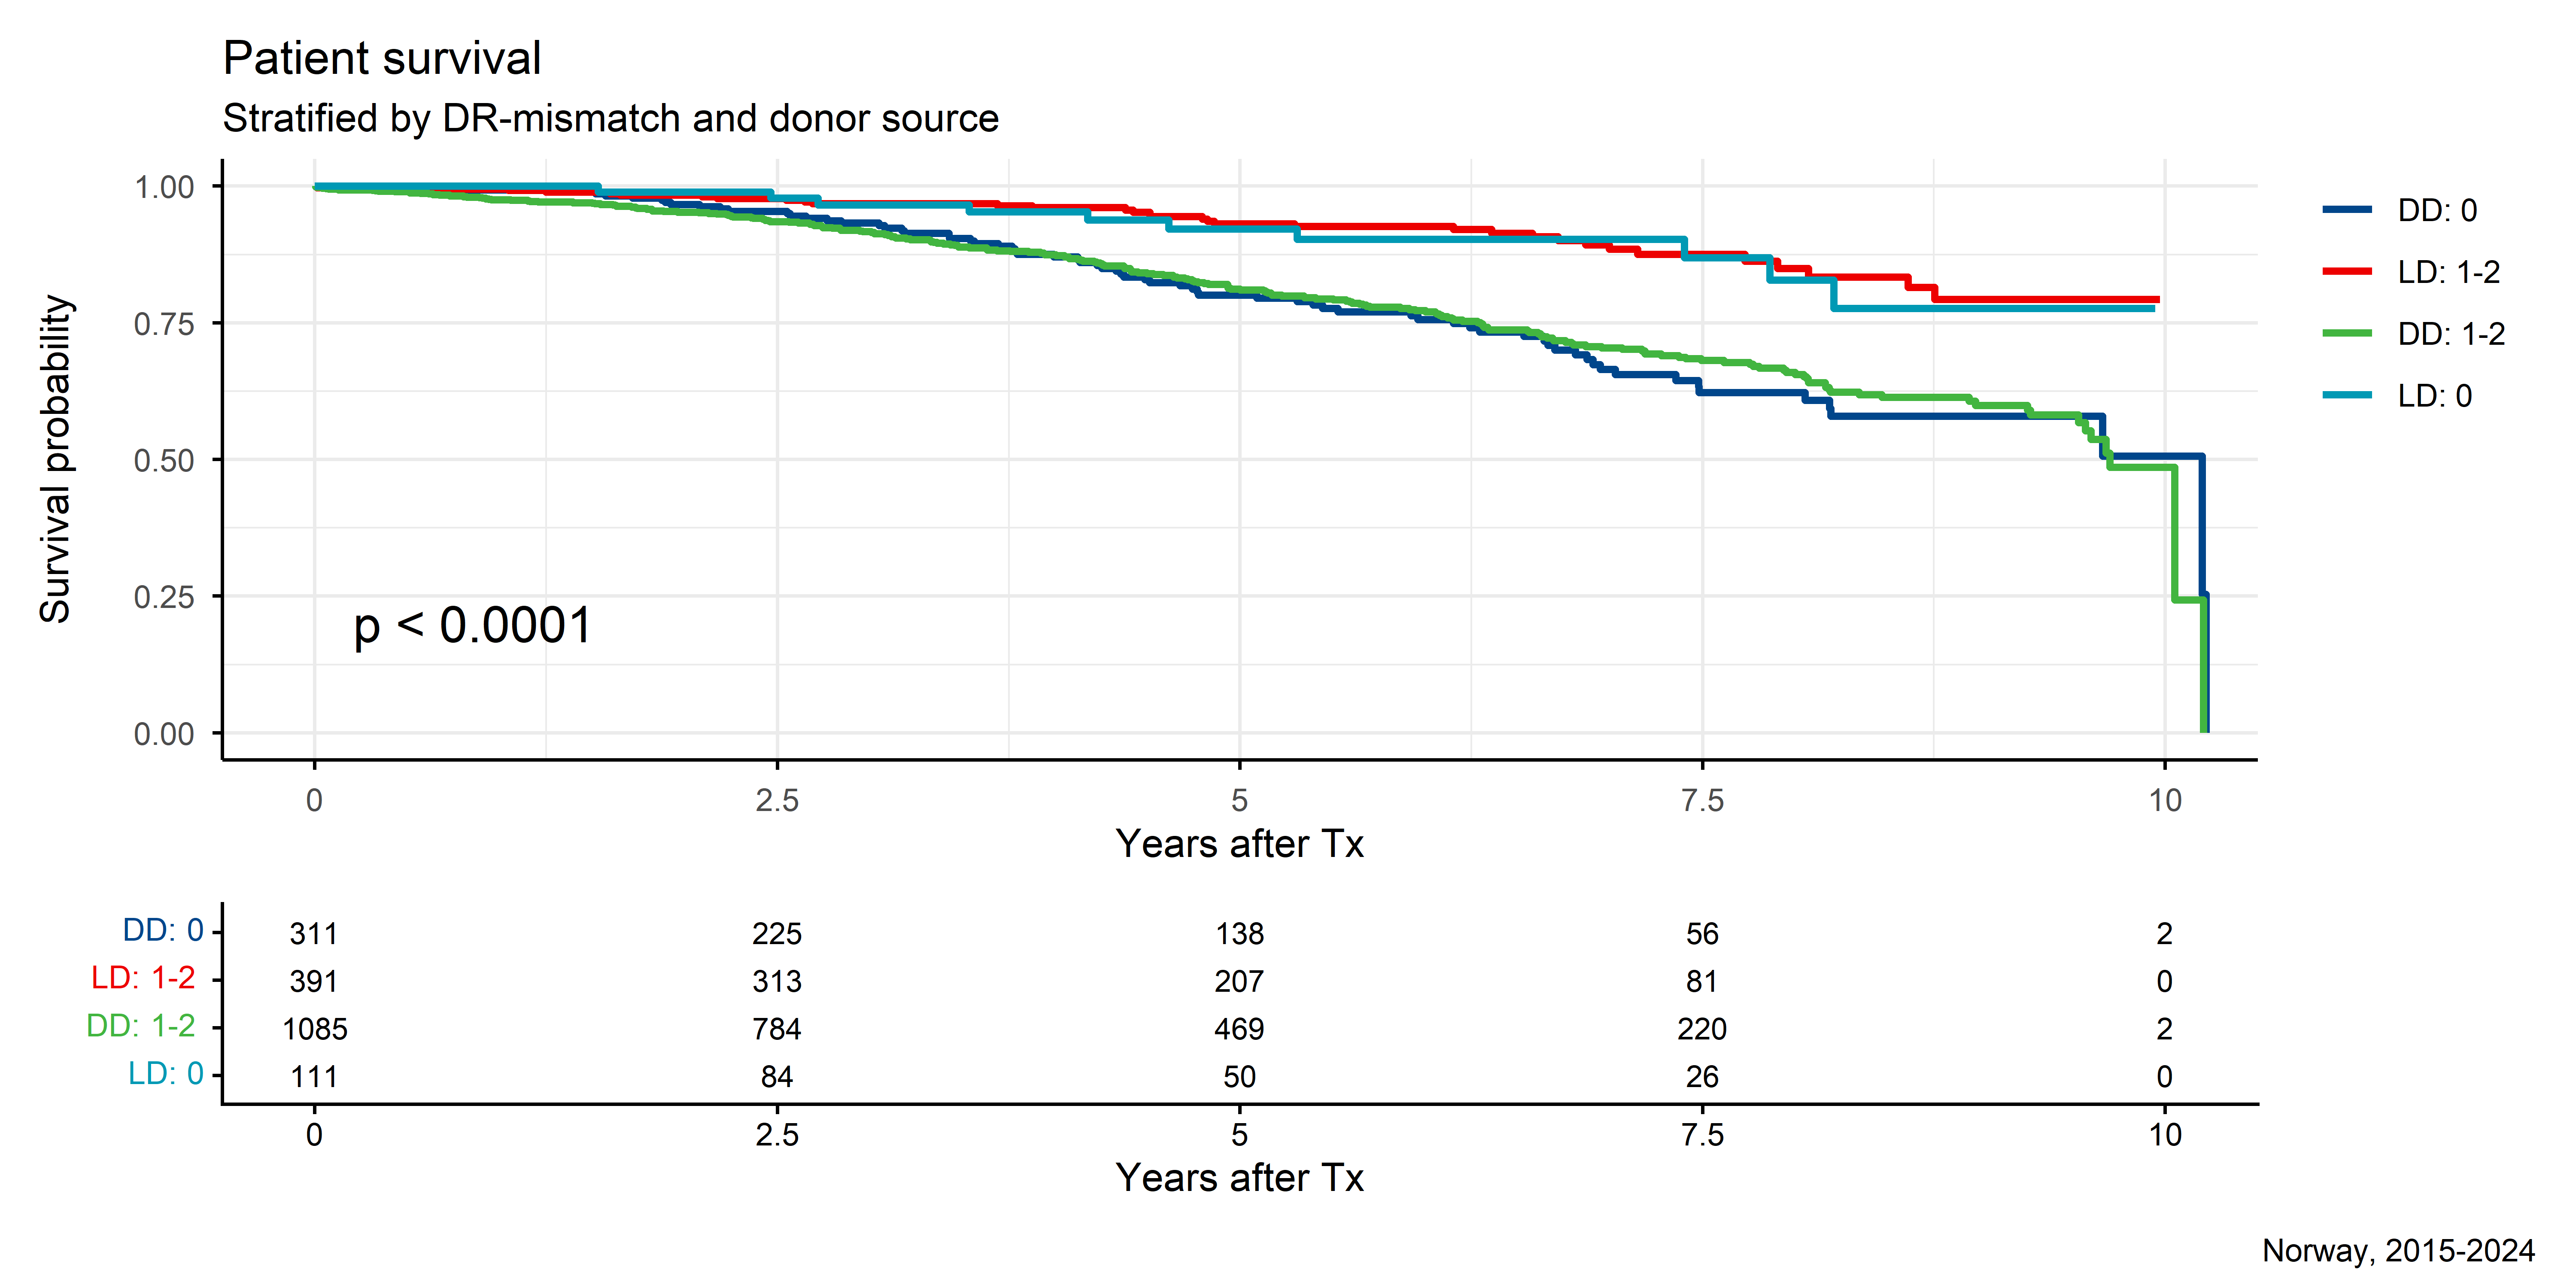 Patient survival
Stratified by DR-mismatch and donor source
Survival probability
1.00
0.75
0.50
0.25
0.00
p < 0.0001
0 2.5 5 7.5 10
Years after Tx
DD: 0
LD: 1-2
DD: 1-2
LD: 0
DD: 0 311 225 138 56 2
LD: 1-2 391 313 207 81 0
DD: 1-2 1085 784 469 220 2
LD: 0 111 84 50 26 0
0 2.5 5 7.5 10
Years after Tx
Norway, 2015-2024